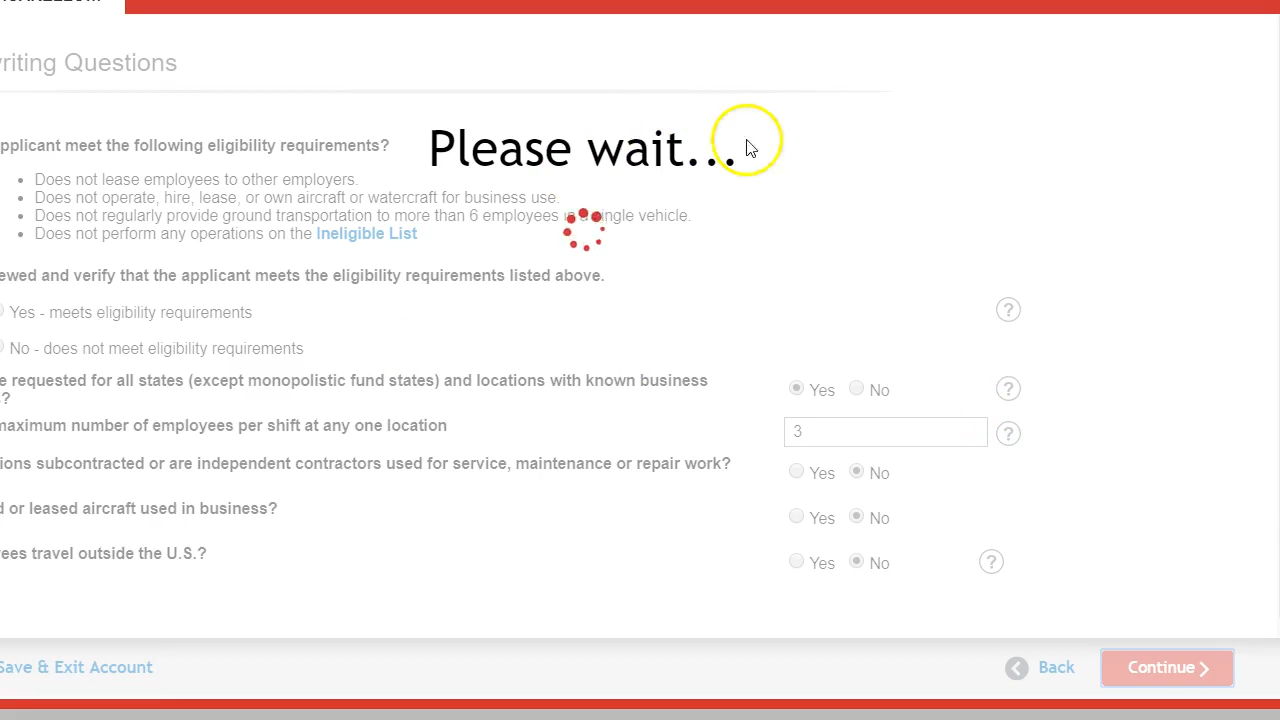 riting Questions
Please wait...
pplicant meet the following eligibility requirements?
Does not lease employees to other employers.
Does not operate, hire, lease, or own aircraft or watercraft for business use.
Does not regularly provide ground transportation to more than 6 employees in a single vehicle.
Does not perform any operations on the Ineligible List
ewed and verify that the applicant meets the eligibility requirements listed above.
Yes - meets eligibility requirements ?
No - does not meet eligibility requirements
e requested for all states (except monopolistic fund states) and locations with known business
s? Yes No ?
maximum number of employees per shift at any one location 3 ?
ions subcontracted or are independent contractors used for service, maintenance or repair work? Yes No
d or leased aircraft used in business? Yes No
ees travel outside the U.S.? Yes No ?
Save & Exit Account Back Continue